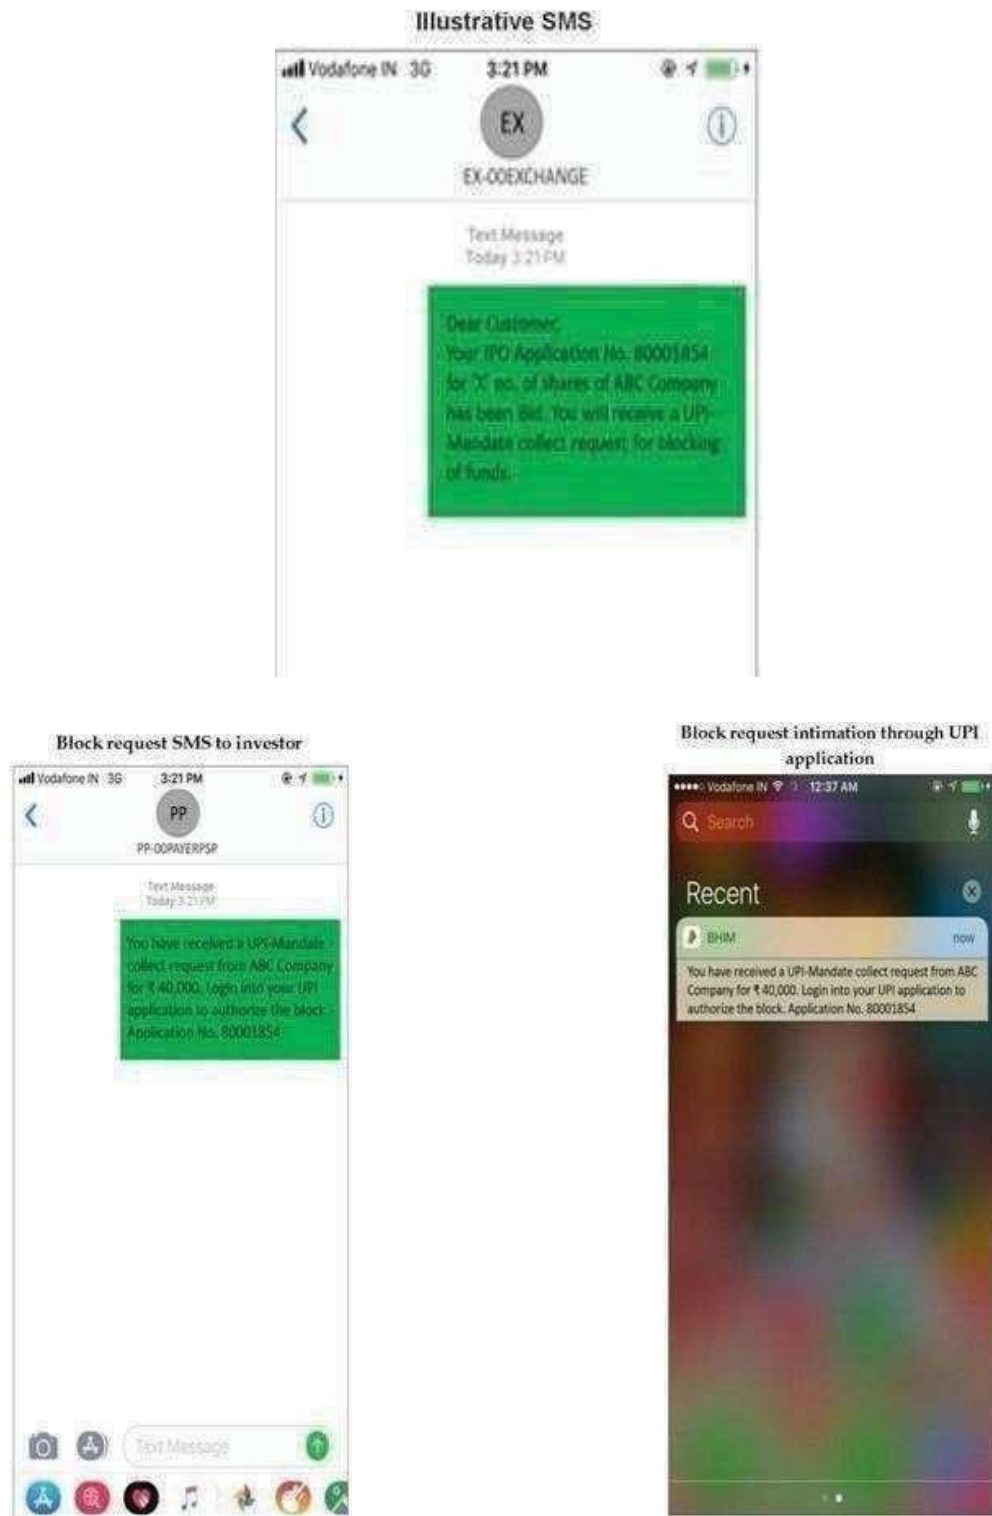 Illustrative SMS
Vodafone IN 3G 3:21 PM
EX
EX-OOEXCHANGE
Text Message
Today 3:21 PM
Dear Customer,
Your IPO Application No. 80001854
for 'X' no. of shares of ABC Company
has been Bid. You will receive a UPI-
Mandate collect request for blocking
of funds.
Block request SMS to investor
Vodafone IN 3G 3:21 PM
PP
PP-OOPAYERPSP
Text Message
Today 3:21 PM
You have received a UPI-Mandate
collect request from ABC Company
for ₹ 40,000. Login into your UPI
application to authorize the block.
Application No. 80001854
Text Message
Block request intimation through UPI
application
Vodafone IN 12:37 AM
Search
Recent
BHIM now
You have received a UPI-Mandate collect request from ABC
Company for ₹ 40,000. Login into your UPI application to
authorize the block. Application No. 80001854